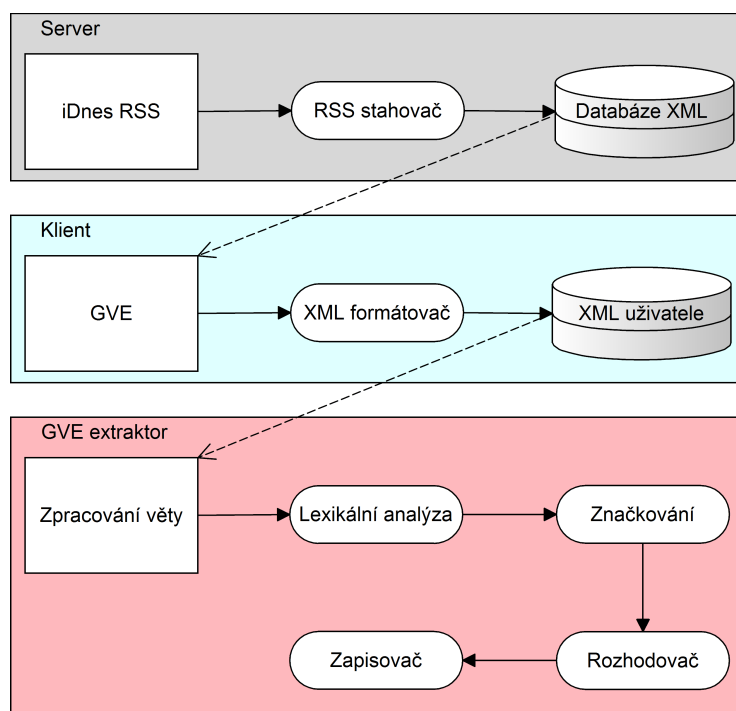 Server
iDnes RSS
RSS stahovač
Databáze XML
Klient
GVE
XML formátovač
XML uživatele
GVE extraktor
Zpracování věty
Lexikální analýza
Značkování
Zapisovač
Rozhodovač